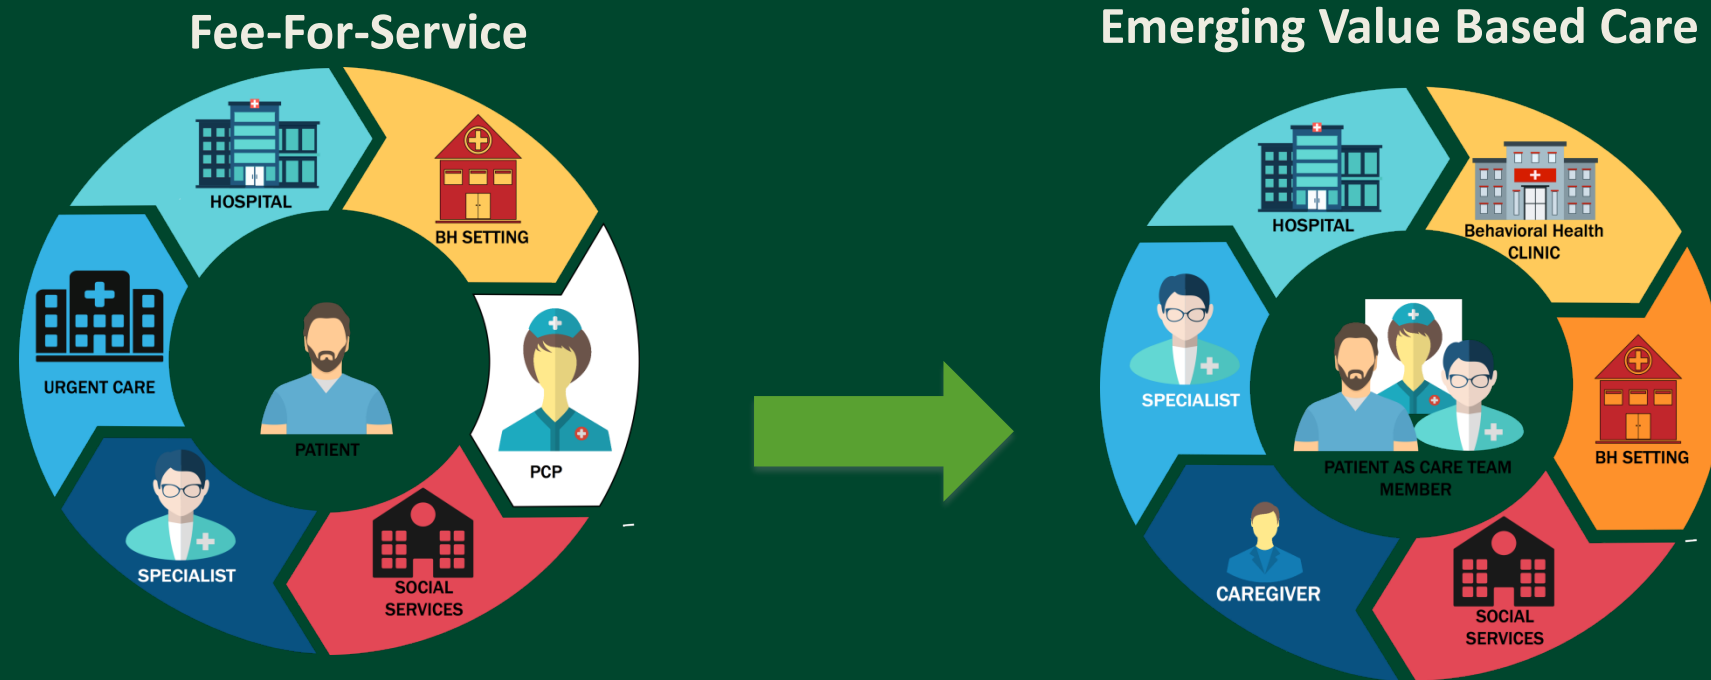 Fee-For-Service
HOSPITAL
BH SETTING
URGENT CARE
PATIENT
PCP
SPECIALIST
SOCIAL
SERVICES
Emerging Value Based Care
HOSPITAL
Behavioral Health
CLINIC
SPECIALIST
BH SETTING
PATIENT AS CARE TEAM
MEMBER
CAREGIVER
SOCIAL
SERVICES